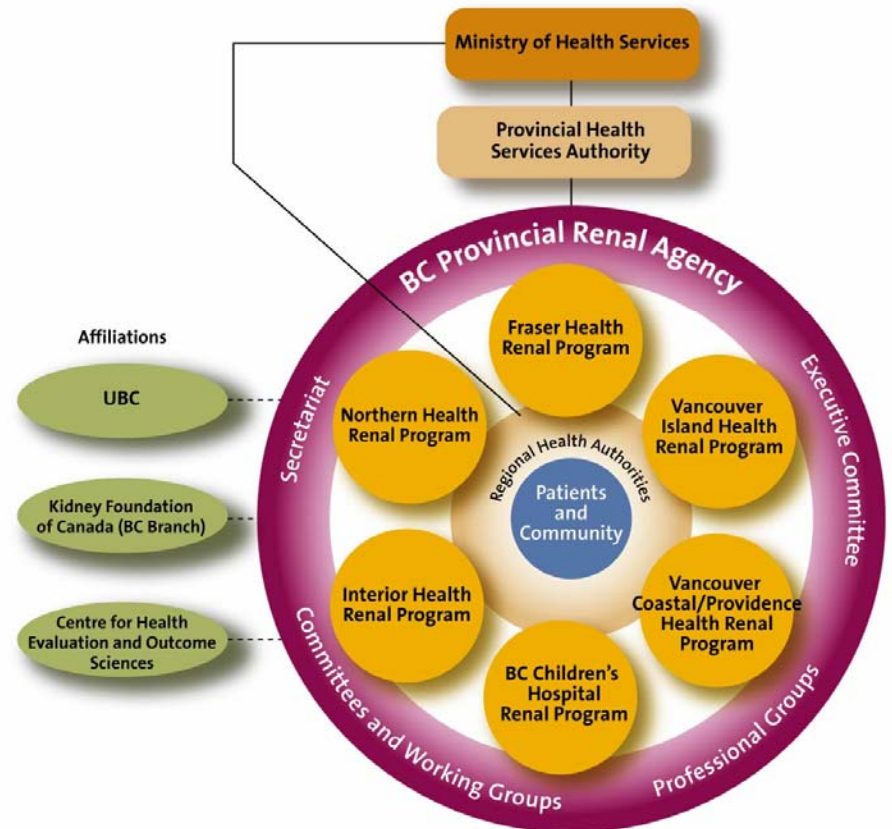 Ministry of Health Services
Provincial Health
Services Authority
BC Provincial Renal Agency
Affiliations
UBC
Kidney Foundation
of Canada (BC Branch)
Centre for Health
Evaluation and Outcome
Sciences
Secretariat
Executive Committee
Committees and Working Groups
Professional Groups
Fraser Health
Renal Program
Northern Health
Renal Program
Vancouver
Island Health
Renal Program
Regional Health Authorities
Patients
and
Community
Interior Health
Renal Program
Vancouver
Coastal/Providence
Health Renal
Program
BC Children's
Hospital
Renal Program